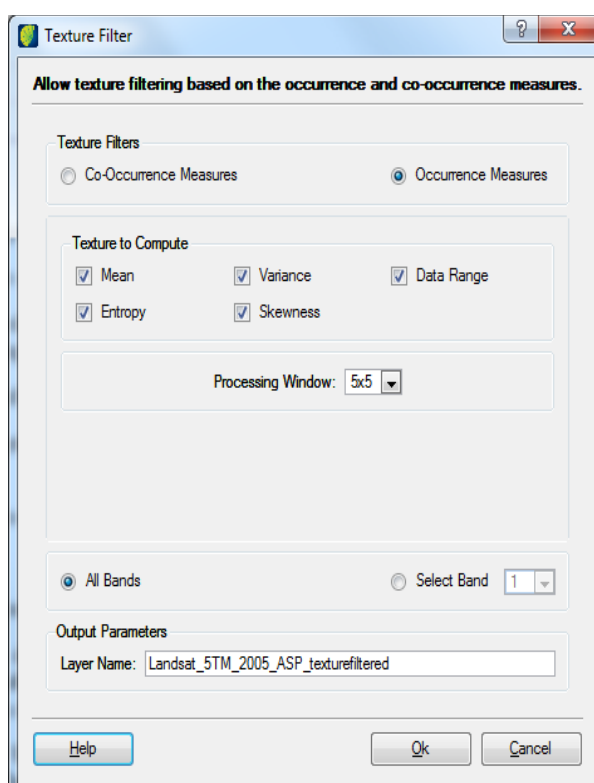 Texture Filter
Allow texture filtering based on the occurrence and co-occurrence measures.
Texture Filters
Co-Occurrence Measures Occurrence Measures
Texture to Compute
Mean Variance Data Range
Entropy Skewness
Processing Window: 5x5
All Bands Select Band 1
Output Parameters
Layer Name: Landsat_5TM_2005_ASP_texturefiltered
Help Ok Cancel